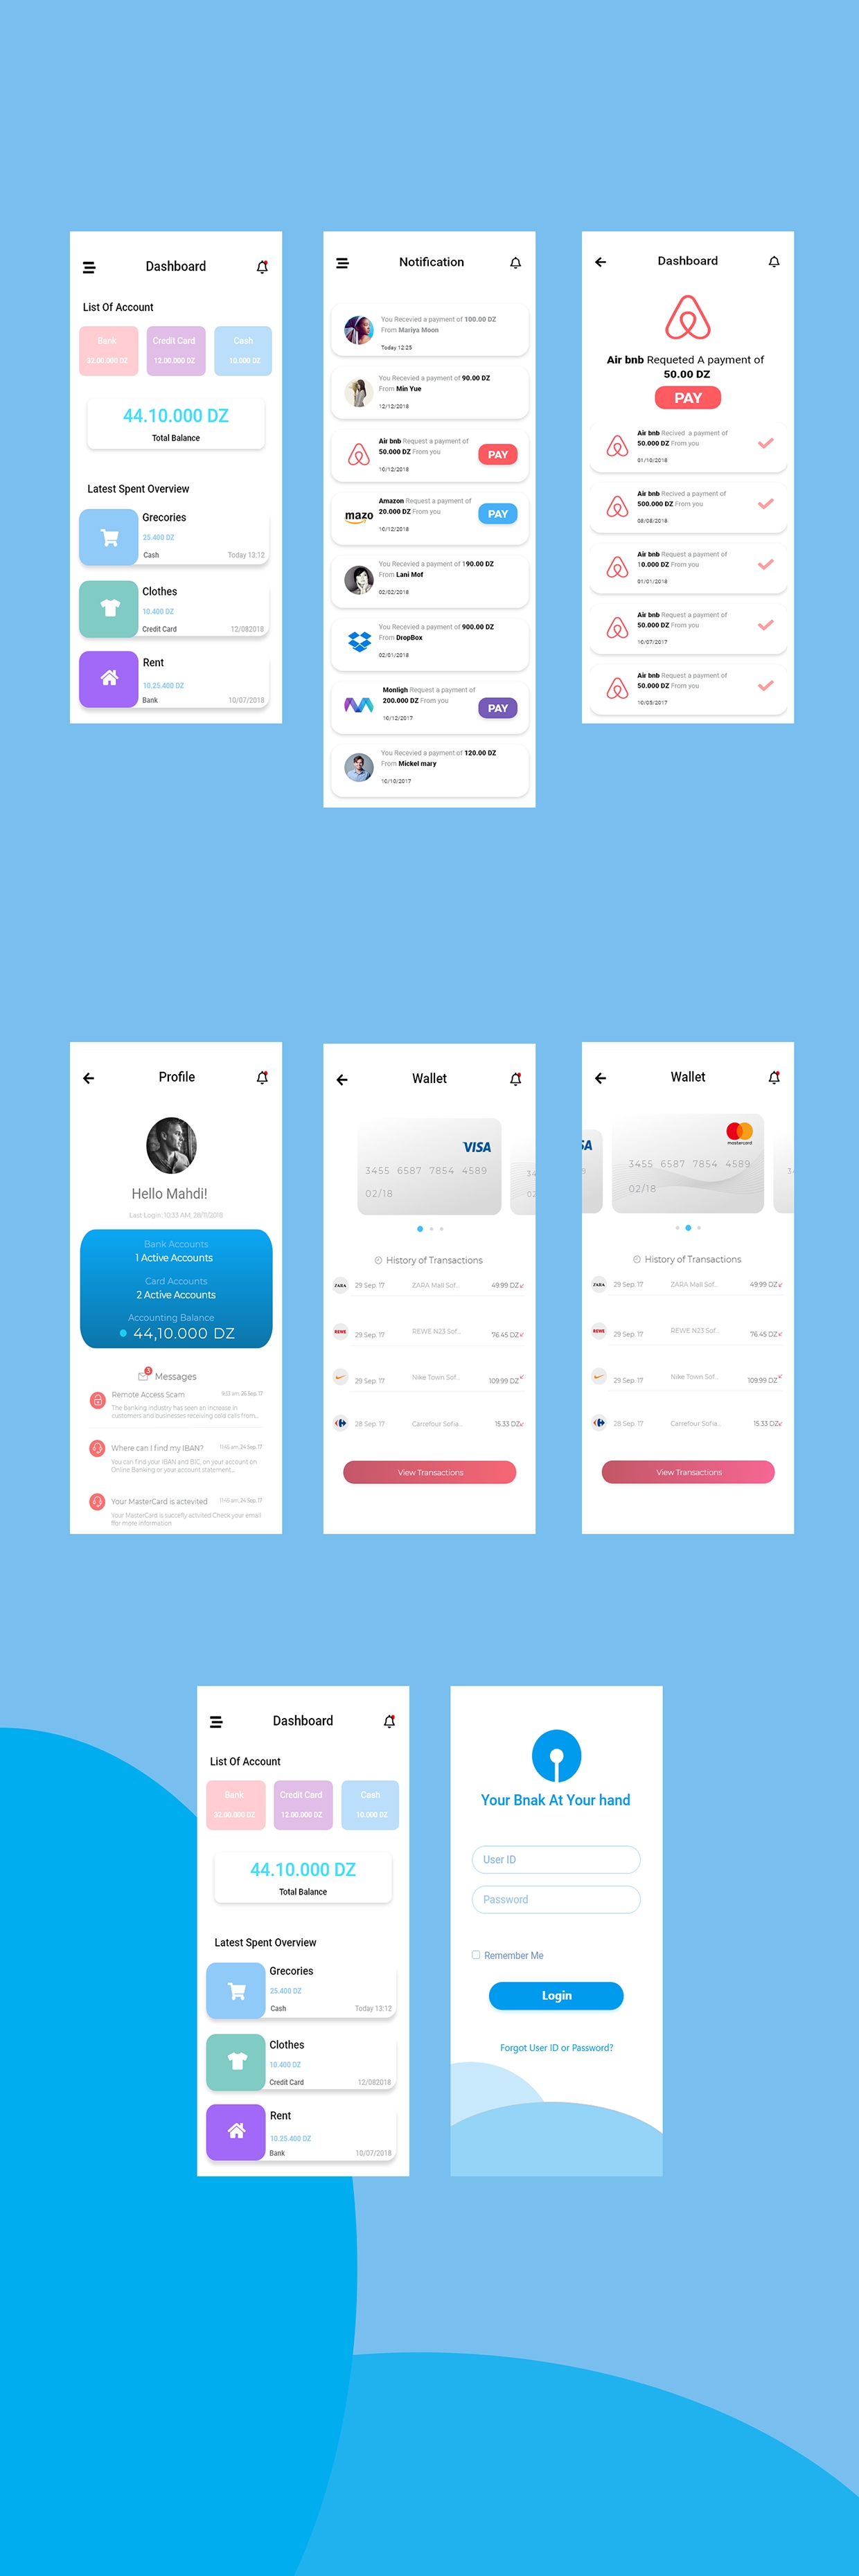 Dashboard
List Of Account
Bank
Credit Card
Cash
32.00.000 DZ
12.00.000 DZ
10.000 DZ
44.10.000 DZ
Total Balance
Latest Spent Overview
Grecories
25.400 DZ
Cash
Today 13:12
Clothes
10.400 DZ
Credit Card
12/082018
Rent
10.25.400 DZ
Bank
10/07/2018
Notification
You Recevied a payment of 100.00 DZ
From Mariya Moon
Today 12:25
You Recevied a payment of 90.00 DZ
From Min Yue
12/12/2018
Air bnb Request a payment of
50.000 DZ From you
PAY
10/12/2018
Amazon Request a payment of
20.000 DZ From you
mazo
PAY
10/12/2018
You Recevied a payment of 190.00 DZ
From Lani Mof
02/02/2018
You Recevied a payment of 900.00 DZ
From DropBox
02/01/2018
Monligh Request a payment of
200.000 DZ From you
PAY
10/12/2017
You Recevied a payment of 120.00 DZ
From Mickel mary
10/10/2017
Dashboard
Air bnb Requeted A payment of
50.00 DZ
PAY
Air bnb Recived a payment of
50.000 DZ From you
01/10/2018
Air bnb Recived a payment of
500.000 DZ From you
08/08/2018
Air bnb Request a payment of
10.000 DZ From you
01/01/2018
Air bnb Request a payment of
50.000 DZ From you
10/07/2017
Air bnb Request a payment of
50.000 DZ From you
10/05/2017
Profile
Hello Mahdi!
Last Login: 10:33 AM, 28/11/2018
Bank Accounts
1 Active Accounts
Card Accounts
2 Active Accounts
Accounting Balance
44,10.000 DZ
3
Messages
Remote Access Scam
9:53 am, 26 Sep. 17
The banking industry has seen an increase in
customers and businesses receiving cold calls from...
Where can I find my IBAN?
11:45 am, 24 Sep. 17
You can find your IBAN and BIC, on your account on
Online Banking or your account statement...
Your MasterCard is actevited
11:45 am, 24 Sep. 17
Your MasterCard is succeffly actvited Check your email
ffor more information
Wallet
VISA
3455 6587 7854 4589
34
02/18
02
History of Transactions
ZARA
29 Sep. 17
ZARA Mall Sof...
49.99 DZ
REWE
29 Sep. 17
REWE N23 Sof...
76.45 DZ
29 Sep. 17
Nike Town Sof...
109.99 DZ
28 Sep. 17
Carrefour Sofia...
15.33 DZ
View Transactions
Wallet
SA
9
mastercard
3455 6587 7854 4589
3
02/18
History of Transactions
ZARA
29 Sep. 17
ZARA Mall Sof...
49.99 DZ
REWE
29 Sep. 17
REWE N23 Sof...
76.45 DZ
29 Sep. 17
Nike Town Sof...
109.99 DZ
28 Sep. 17
Carrefour Sofia...
15.33 DZ
View Transactions
Dashboard
List Of Account
Bank
Credit Card
Cash
32.00.000 DZ
12.00.000 DZ
10.000 DZ
44.10.000 DZ
Total Balance
Latest Spent Overview
Grecories
25.400 DZ
Cash
Today 13:12
Clothes
10.400 DZ
Credit Card
12/082018
Rent
10.25.400 DZ
Bank
10/07/2018
Your Bnak At Your hand
User ID
Password
Remember Me
Login
Forgot User ID or Password?